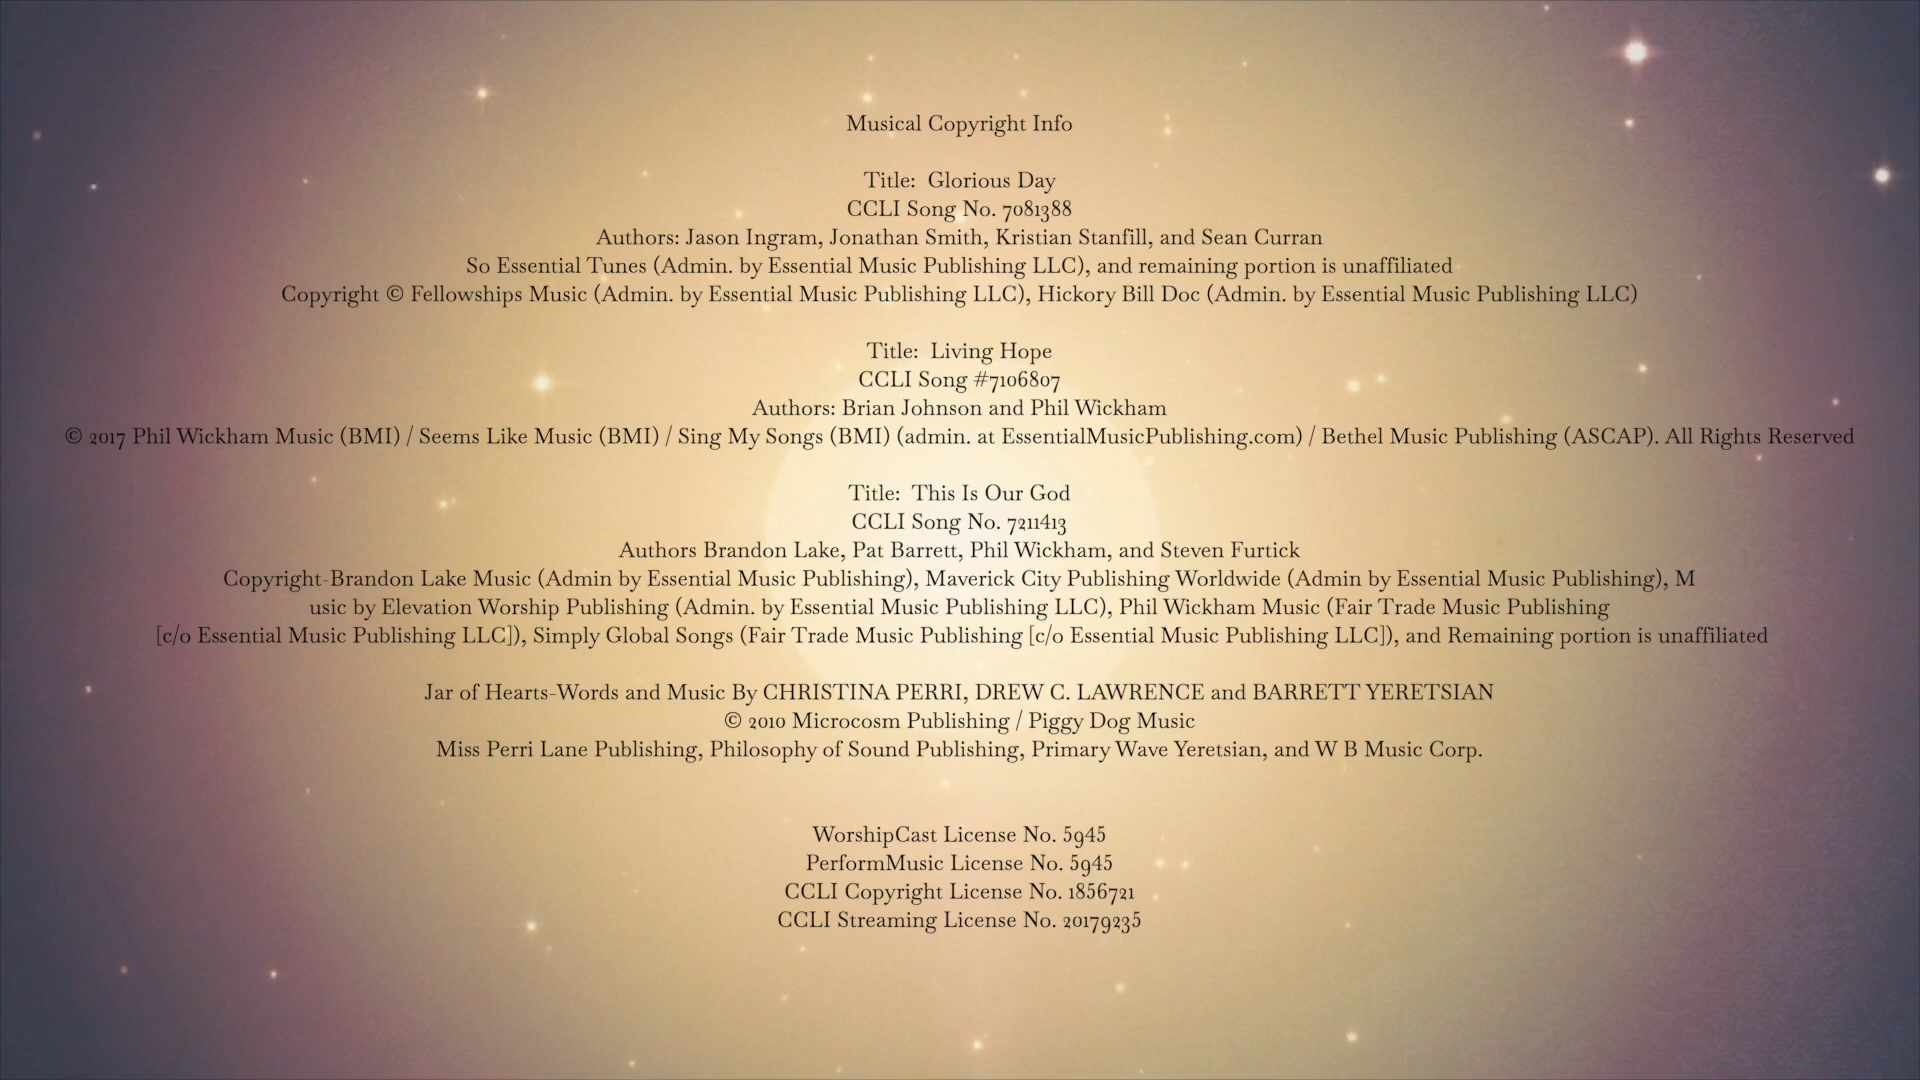 Musical Copyright Info
Title:  Glorious Day
CCLI Song No. 7081388
Authors: Jason Ingram, Jonathan Smith, Kristian Stanfill, and Sean Curran
So Essential Tunes (Admin. by Essential Music Publishing LLC), and remaining portion is unaffiliated
Copyright © Fellowships Music (Admin. by Essential Music Publishing LLC), Hickory Bill Doc (Admin. by Essential Music Publishing LLC)
Title:  Living Hope
CCLI Song #7106807
Authors: Brian Johnson and Phil Wickham
© 2017 Phil Wickham Music (BMI) / Seems Like Music (BMI) / Sing My Songs (BMI) (admin. at EssentialMusicPublishing.com) / Bethel Music Publishing (ASCAP). All Rights Reserved
Title:  This Is Our God
CCLI Song No. 7211413
Authors Brandon Lake, Pat Barrett, Phil Wickham, and Steven Furtick
Copyright-Brandon Lake Music (Admin by Essential Music Publishing), Maverick City Publishing Worldwide (Admin by Essential Music Publishing), M
usic by Elevation Worship Publishing (Admin. by Essential Music Publishing LLC), Phil Wickham Music (Fair Trade Music Publishing
[c/o Essential Music Publishing LLC]), Simply Global Songs (Fair Trade Music Publishing [c/o Essential Music Publishing LLC]), and Remaining portion is unaffiliated
Jar of Hearts-Words and Music By CHRISTINA PERRI, DREW C. LAWRENCE and BARRETT YERETSIAN
© 2010 Microcosm Publishing / Piggy Dog Music
Miss Perri Lane Publishing, Philosophy of Sound Publishing, Primary Wave Yeretsian, and W B Music Corp.
WorshipCast License No. 5945
PerformMusic License No. 5945
CCLI Copyright License No. 1856721
CCLI Streaming License No. 20179235